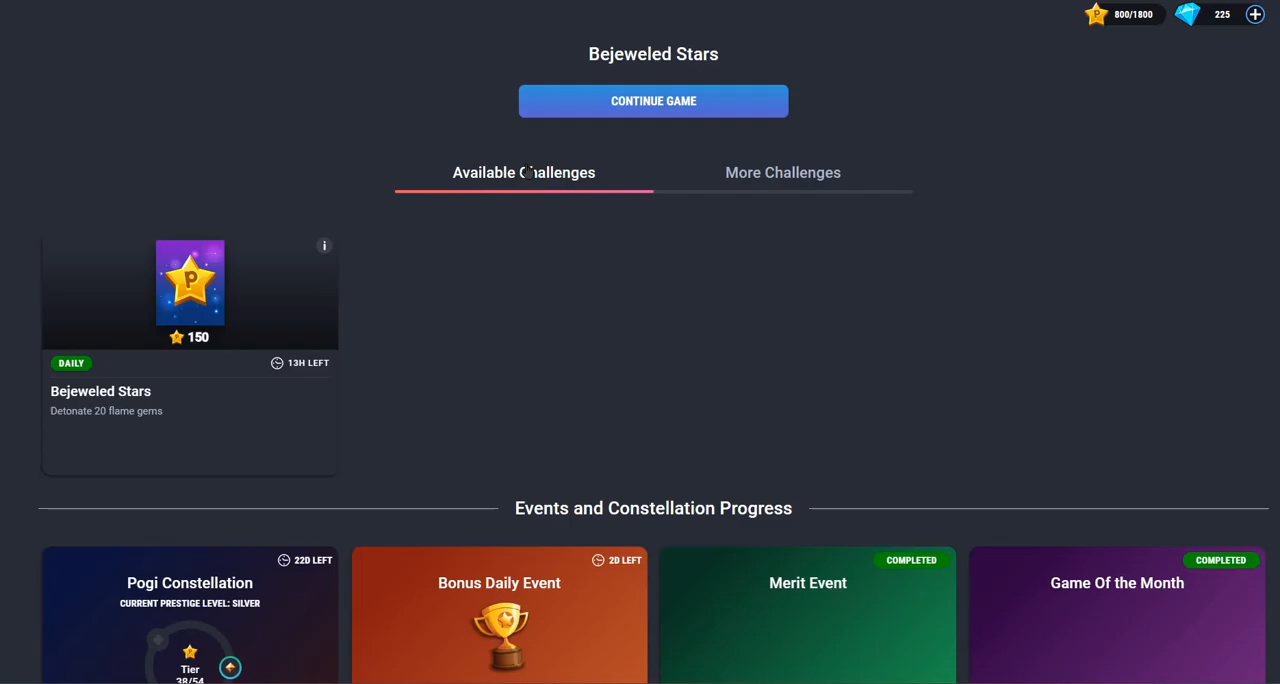 800/1800
225
Bejeweled Stars
CONTINUE GAME
Available Challenges
More Challenges
i
P
150
DAILY
13H LEFT
Bejeweled Stars
Detonate 20 flame gems
Events and Constellation Progress
22D LEFT
Pogi Constellation
CURRENT PRESTIGE LEVEL: SILVER
Tier
38/54
2D LEFT
Bonus Daily Event
COMPLETED
Merit Event
COMPLETED
Game Of the Month